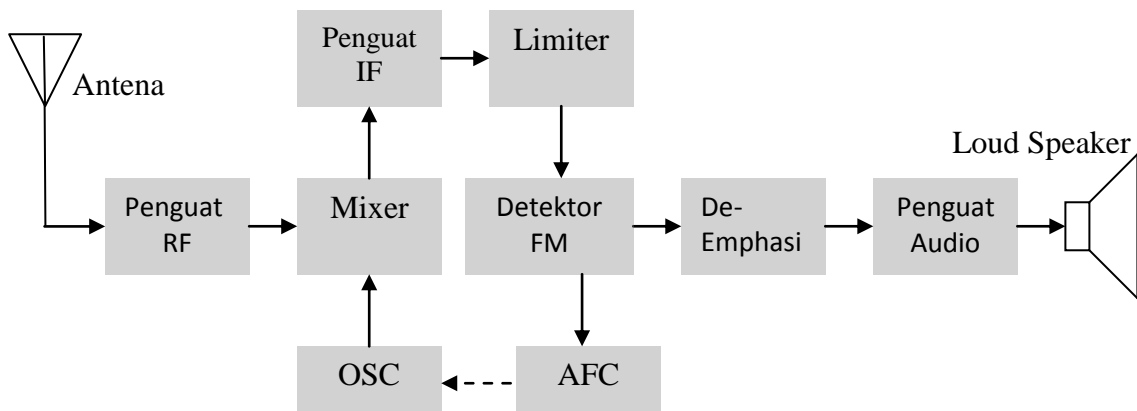 Antena
Penguat
RF
Mixer
Penguat
IF
Limiter
Detektor
FM
De-
Emphasi
Penguat
Audio
Loud Speaker
OSC
AFC